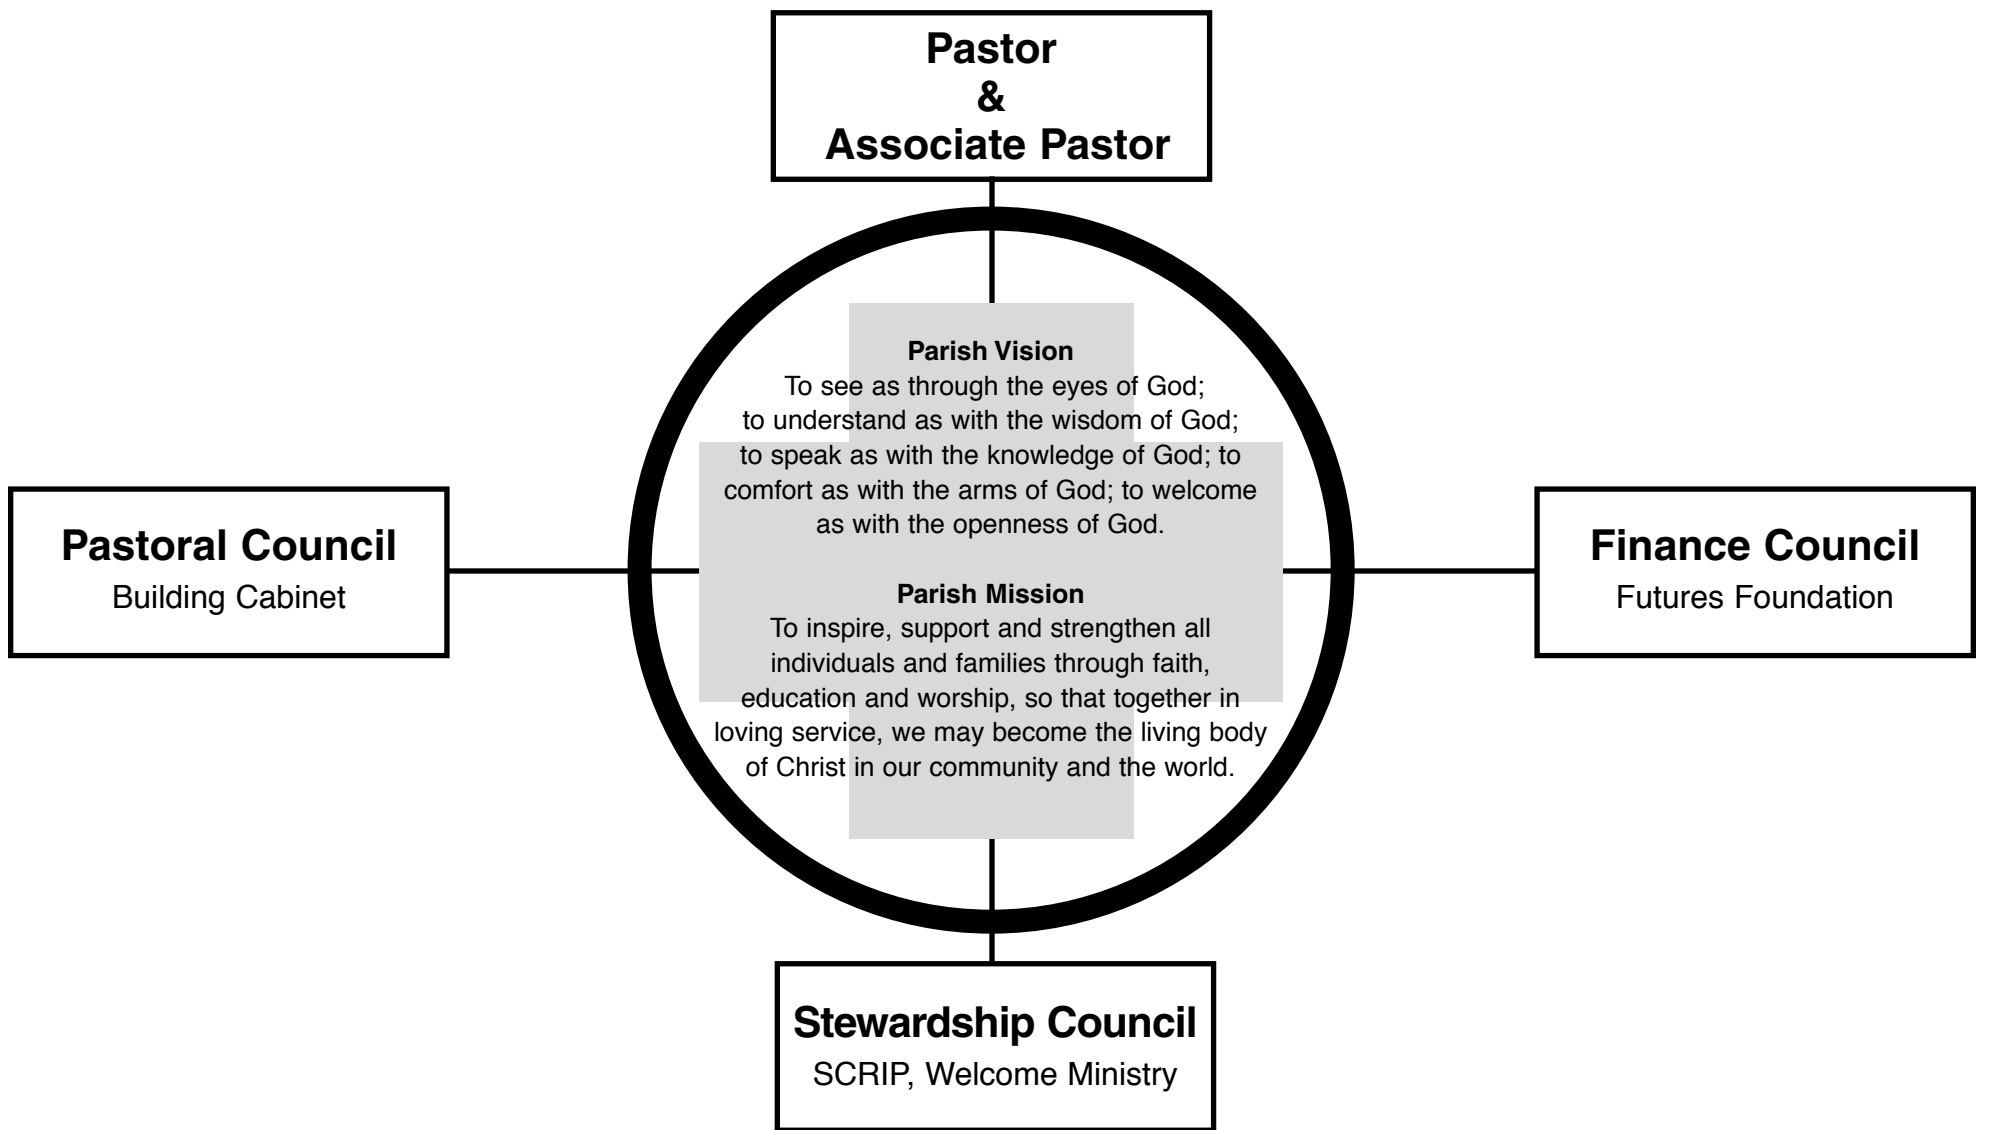 Pastor
&
Associate Pastor
Parish Vision
To see as through the eyes of God;
to understand as with the wisdom of God;
to speak as with the knowledge of God; to
comfort as with the arms of God; to welcome
as with the openness of God.
Parish Mission
To inspire, support and strengthen all
individuals and families through faith,
education and worship, so that together in
loving service, we may become the living body
of Christ in our community and the world.
Pastoral Council
Building Cabinet
Finance Council
Futures Foundation
Stewardship Council
SCRIP, Welcome Ministry